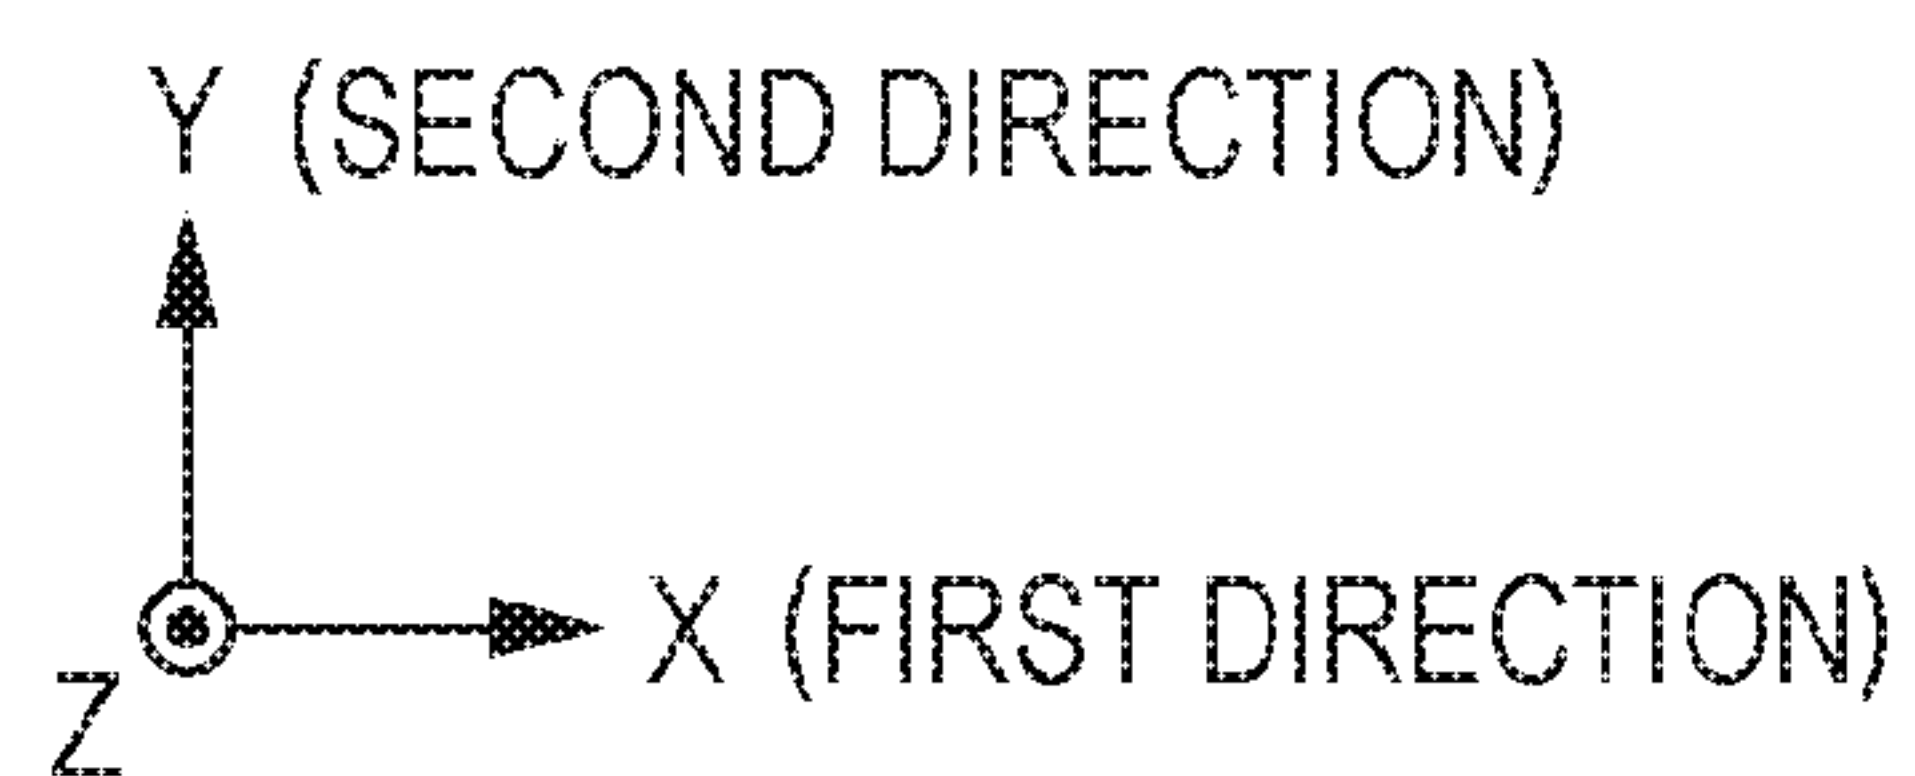 Y (SECOND DIRECTION)
X (FIRST DIRECTION)
Z